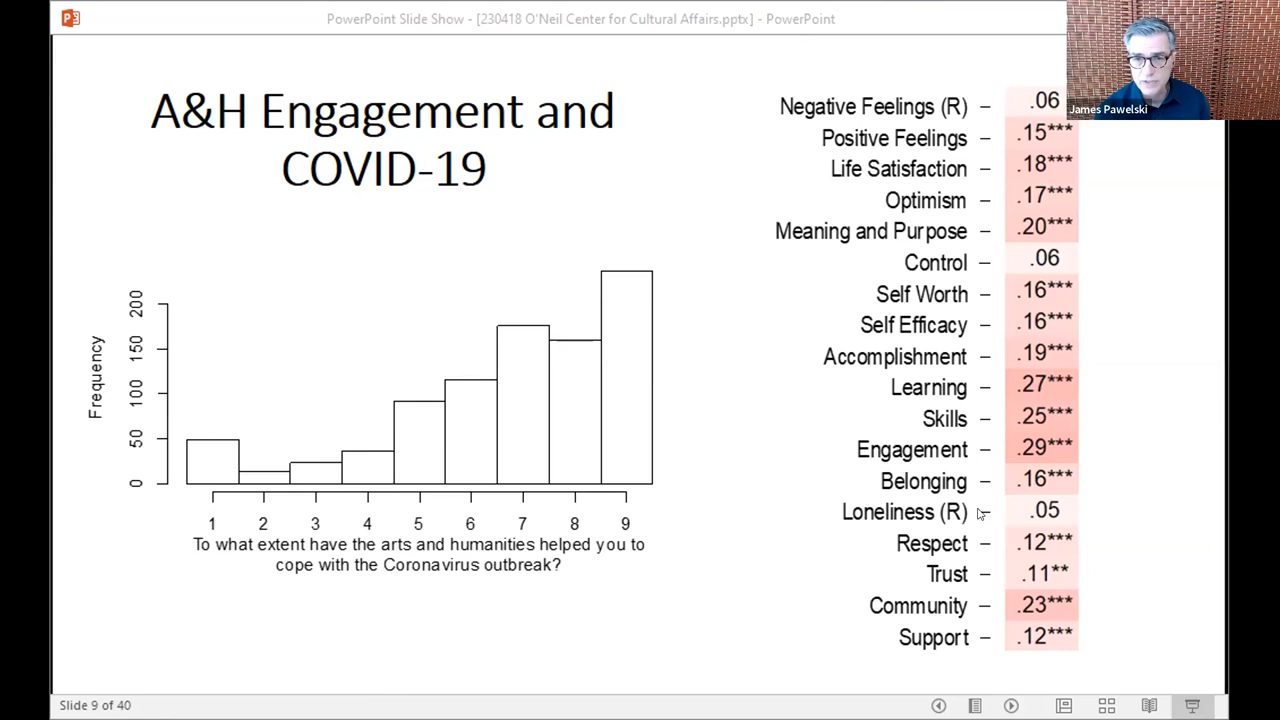 PowerPoint Slide Show - [230418 O'Neil Center for Cultural Affairs.pptx] - PowerPoint
James Pawelski
A&H Engagement and
COVID-19
Frequency
200
150
100
50
0
1 2 3 4 5 6 7 8 9
To what extent have the arts and humanities helped you to
cope with the Coronavirus outbreak?
Negative Feelings (R) – .06
Positive Feelings – .15***
Life Satisfaction – .18***
Optimism – .17***
Meaning and Purpose – .20***
Control – .06
Self Worth – .16***
Self Efficacy – .16***
Accomplishment – .19***
Learning – .27***
Skills – .25***
Engagement – .29***
Belonging – .16***
Loneliness (R) – .05
Respect – .12***
Trust – .11**
Community – .23***
Support – .12***
Slide 9 of 40